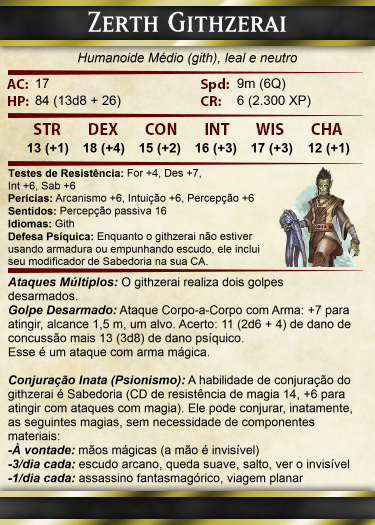 Zerth Githzerai
Humanoide Médio (gith), leal e neutro
AC: 17 Spd: 9m (6Q)
HP: 84 (13d8 + 26) CR: 6 (2.300 XP)
STR DEX CON INT WIS CHA
13 (+1) 18 (+4) 15 (+2) 16 (+3) 17 (+3) 12 (+1)
Testes de Resistência: For +4, Des +7,
Int +6, Sab +6
Perícias: Arcanismo +6, Intuição +6, Percepção +6
Sentidos: Percepção passiva 16
Idiomas: Gith
Defesa Psiquica: Enquanto o githzerai não estiver
usando armadura ou empunhando escudo, ele inclui
seu modificador de Sabedoria na sua CA.
Ataques Múltiplos: O githzerai realiza dois golpes
desarmados.
Golpe Desarmado: Ataque Corpo-a-Corpo com Arma: +7 para
atingir, alcance 1,5 m, um alvo. Acerto: 11 (2d6 + 4) de dano de
concussão mais 13 (3d8) de dano psíquico.
Esse é um ataque com arma mágica.
Conjuração Inata (Psionismo): A habilidade de conjuração do
githzerai é Sabedoria (CD de resistência de magia 14, +6 para
atingir com ataques com magia). Ele pode conjurar, inatamente,
as seguintes magias, sem necessidade de componentes
materiais:
-À vontade: mãos mágicas (a mão é invisível)
-3/dia cada: escudo arcano, queda suave, salto, ver o invisível
-1/dia cada: assassino fantasmagórico, viagem planar